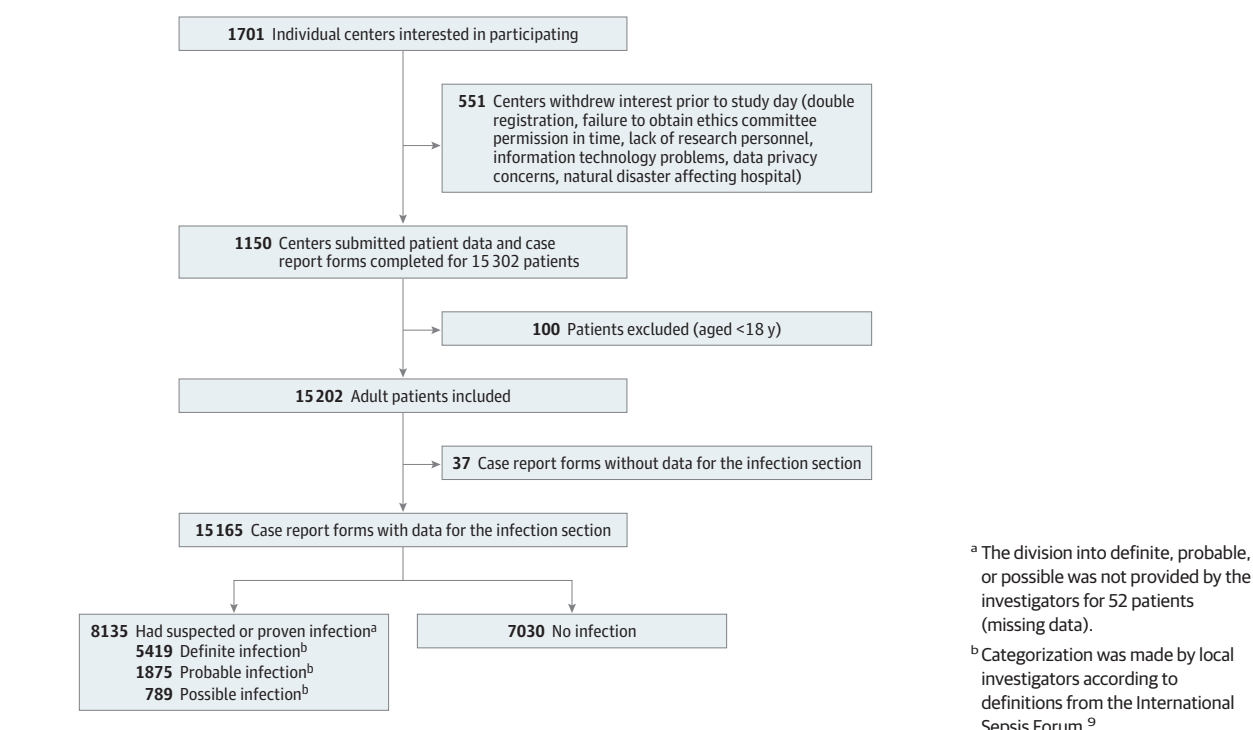 1701 Individual centers interested in participating
551 Centers withdrew interest prior to study day (double
registration, failure to obtain ethics committee
permission in time, lack of research personnel,
information technology problems, data privacy
concerns, natural disaster affecting hospital)
1150 Centers submitted patient data and case
report forms completed for 15 302 patients
100 Patients excluded (aged <18 y)
15 202 Adult patients included
37 Case report forms without data for the infection section
15 165 Case report forms with data for the infection section
8135 Had suspected or proven infectionᵃ
5419 Definite infectionᵇ
1875 Probable infectionᵇ
789 Possible infectionᵇ
7030 No infection
ᵃ The division into definite, probable,
or possible was not provided by the
investigators for 52 patients
(missing data).
ᵇ Categorization was made by local
investigators according to
definitions from the International
Sepsis Forum.⁹